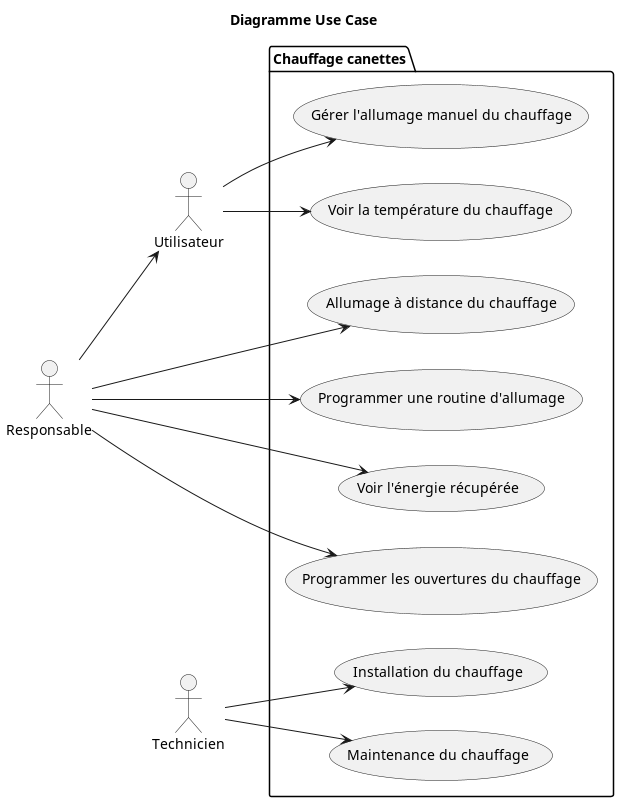 Diagramme Use Case
Chauffage canettes
Gérer l'allumage manuel du chauffage
Voir la température du chauffage
Utilisateur
Allumage à distance du chauffage
Programmer une routine d'allumage
Responsable
Voir l'énergie récupérée
Programmer les ouvertures du chauffage
Installation du chauffage
Technicien
Maintenance du chauffage